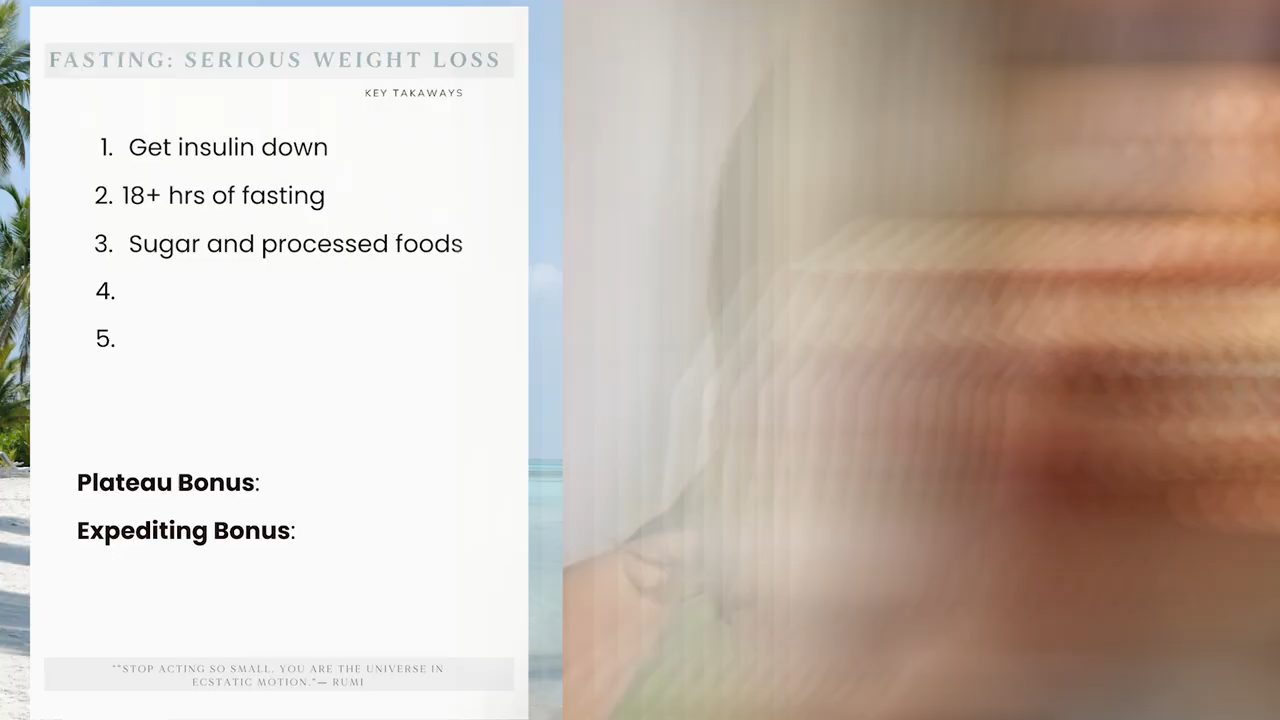 FASTING: SERIOUS WEIGHT LOSS
KEY TAKAWAYS
1. Get insulin down
2. 18+ hrs of fasting
3. Sugar and processed foods
4.
5.
Plateau Bonus:
Expediting Bonus:
""STOP ACTING SO SMALL. YOU ARE THE UNIVERSE IN
ECSTATIC MOTION."― RUMI